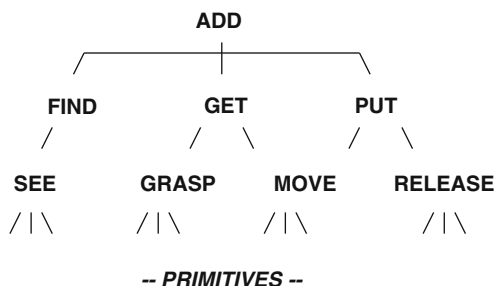 ADD
FIND GET PUT
SEE GRASP MOVE RELEASE
-- PRIMITIVES --